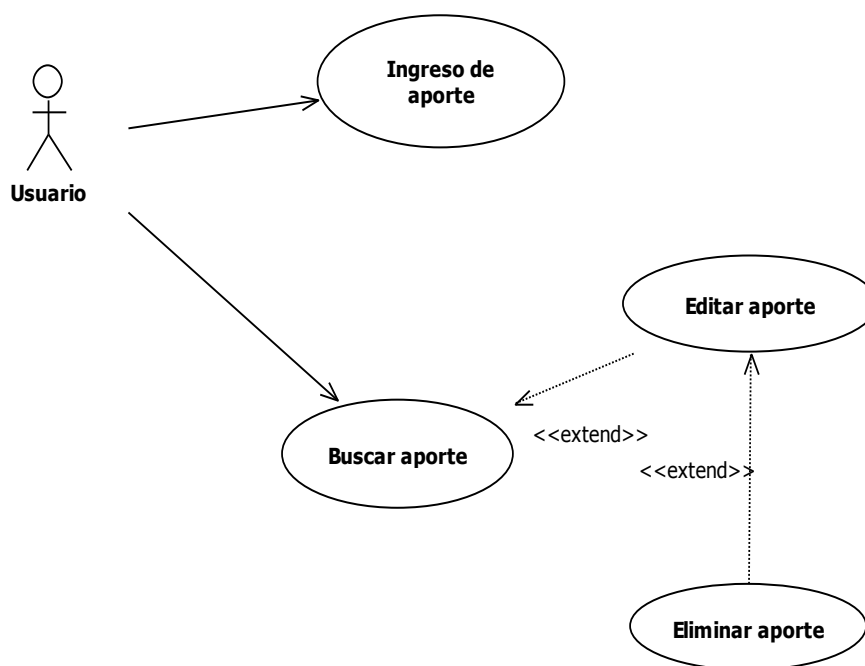 Ingreso de
aporte
Usuario
Editar aporte
<<extend>>
Buscar aporte
<<extend>>
Eliminar aporte